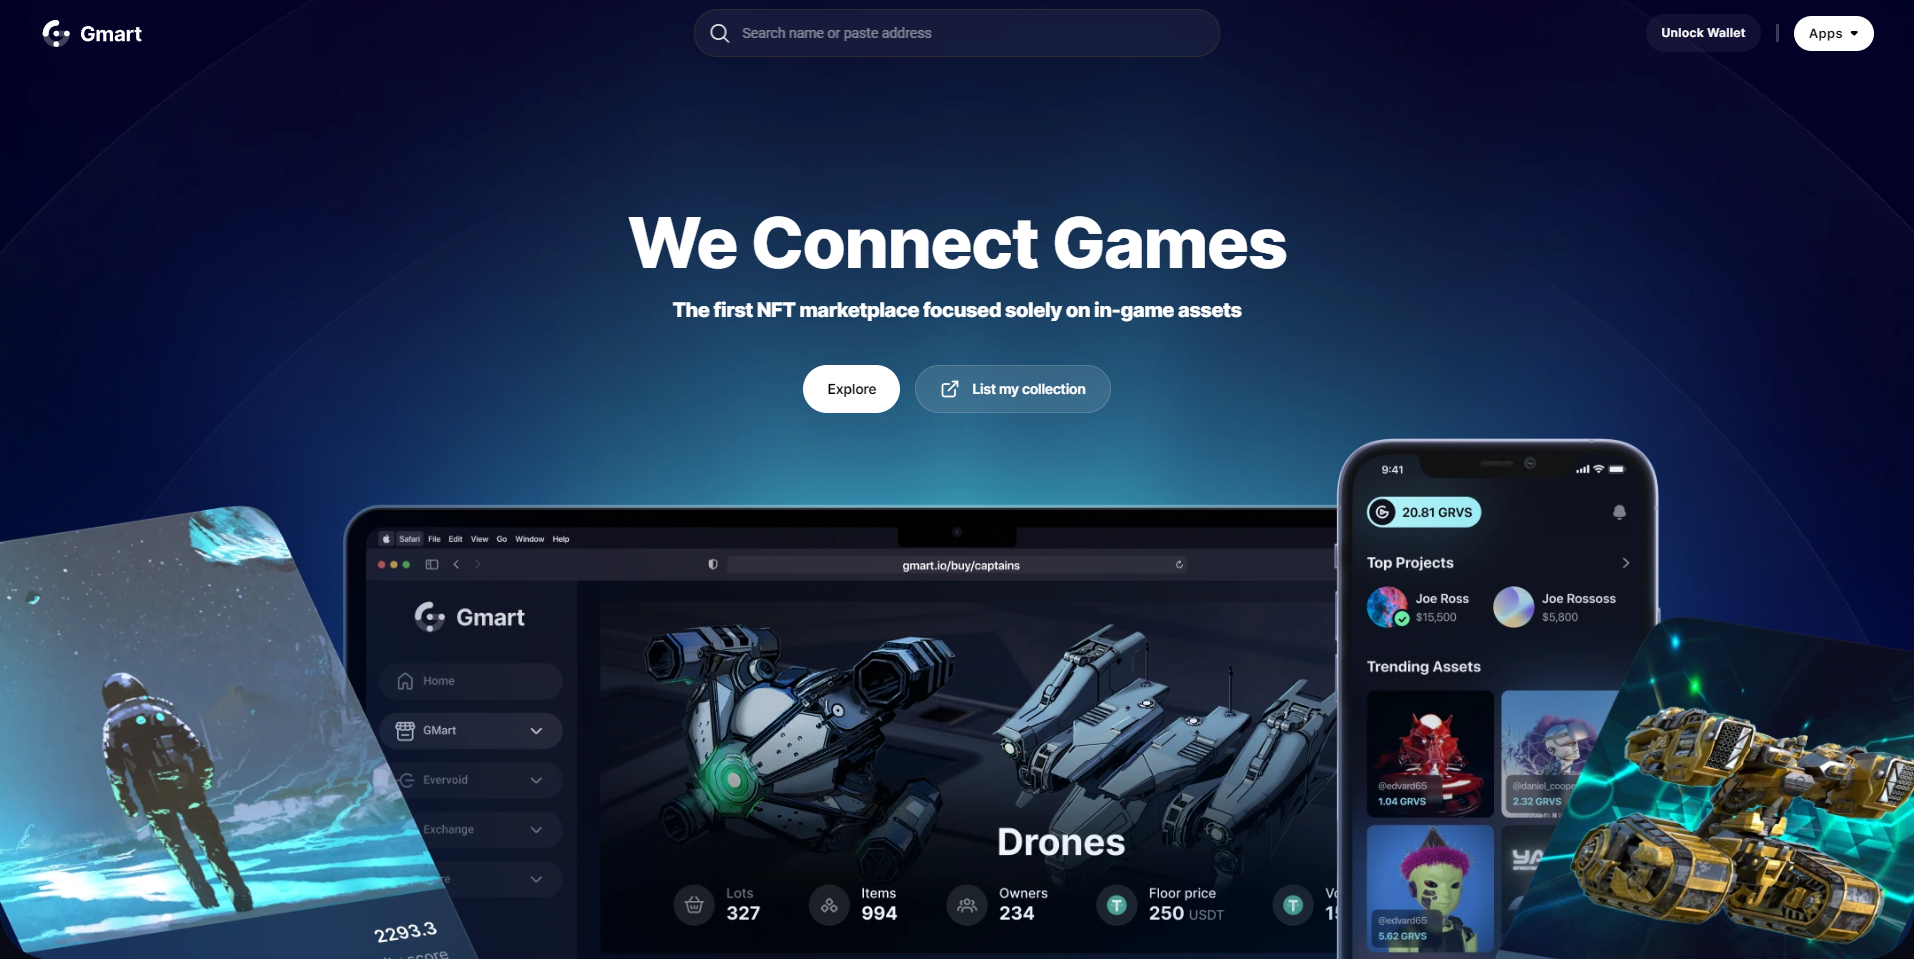 Gmart
Search name or paste address
Unlock Wallet
Apps
We Connect Games
The first NFT marketplace focused solely on in-game assets
Explore
List my collection
Safari File Edit View Go Window Help
gmart.io/buy/captains
Gmart
Home
GMart
Evervoid
Exchange
Drones
Lots
327
Items
994
Owners
234
Floor price
250 USDT
2293.3
score
9:41
20.81 GRVS
Top Projects
Joe Ross
$15,500
Joe Rossoss
$5,800
Trending Assets
@edvard65
1.04 GRVS
@daniel_coope
2.32 GRVS
@edvard65
5.62 GRVS